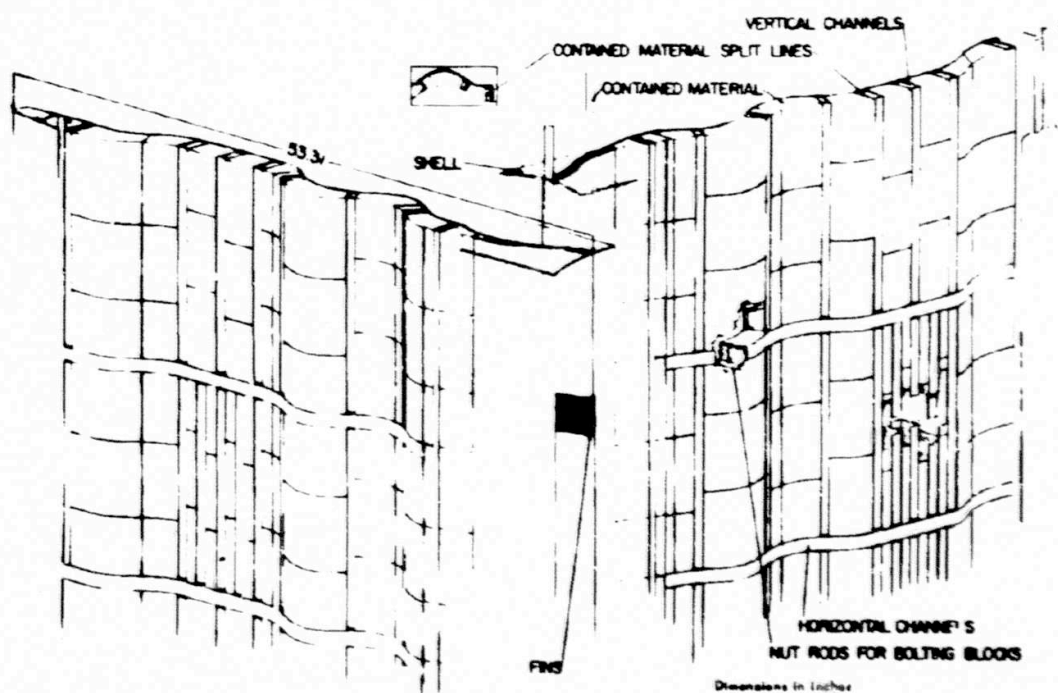 VERTICAL CHANNELS
CONTAINED MATERIAL SPLIT LINES
CONTAINED MATERIAL
53.3
SHELL
HORIZONTAL CHANNELS
NUT RODS FOR BOLTING BLOCKS
FINS
Dimensions in Inches